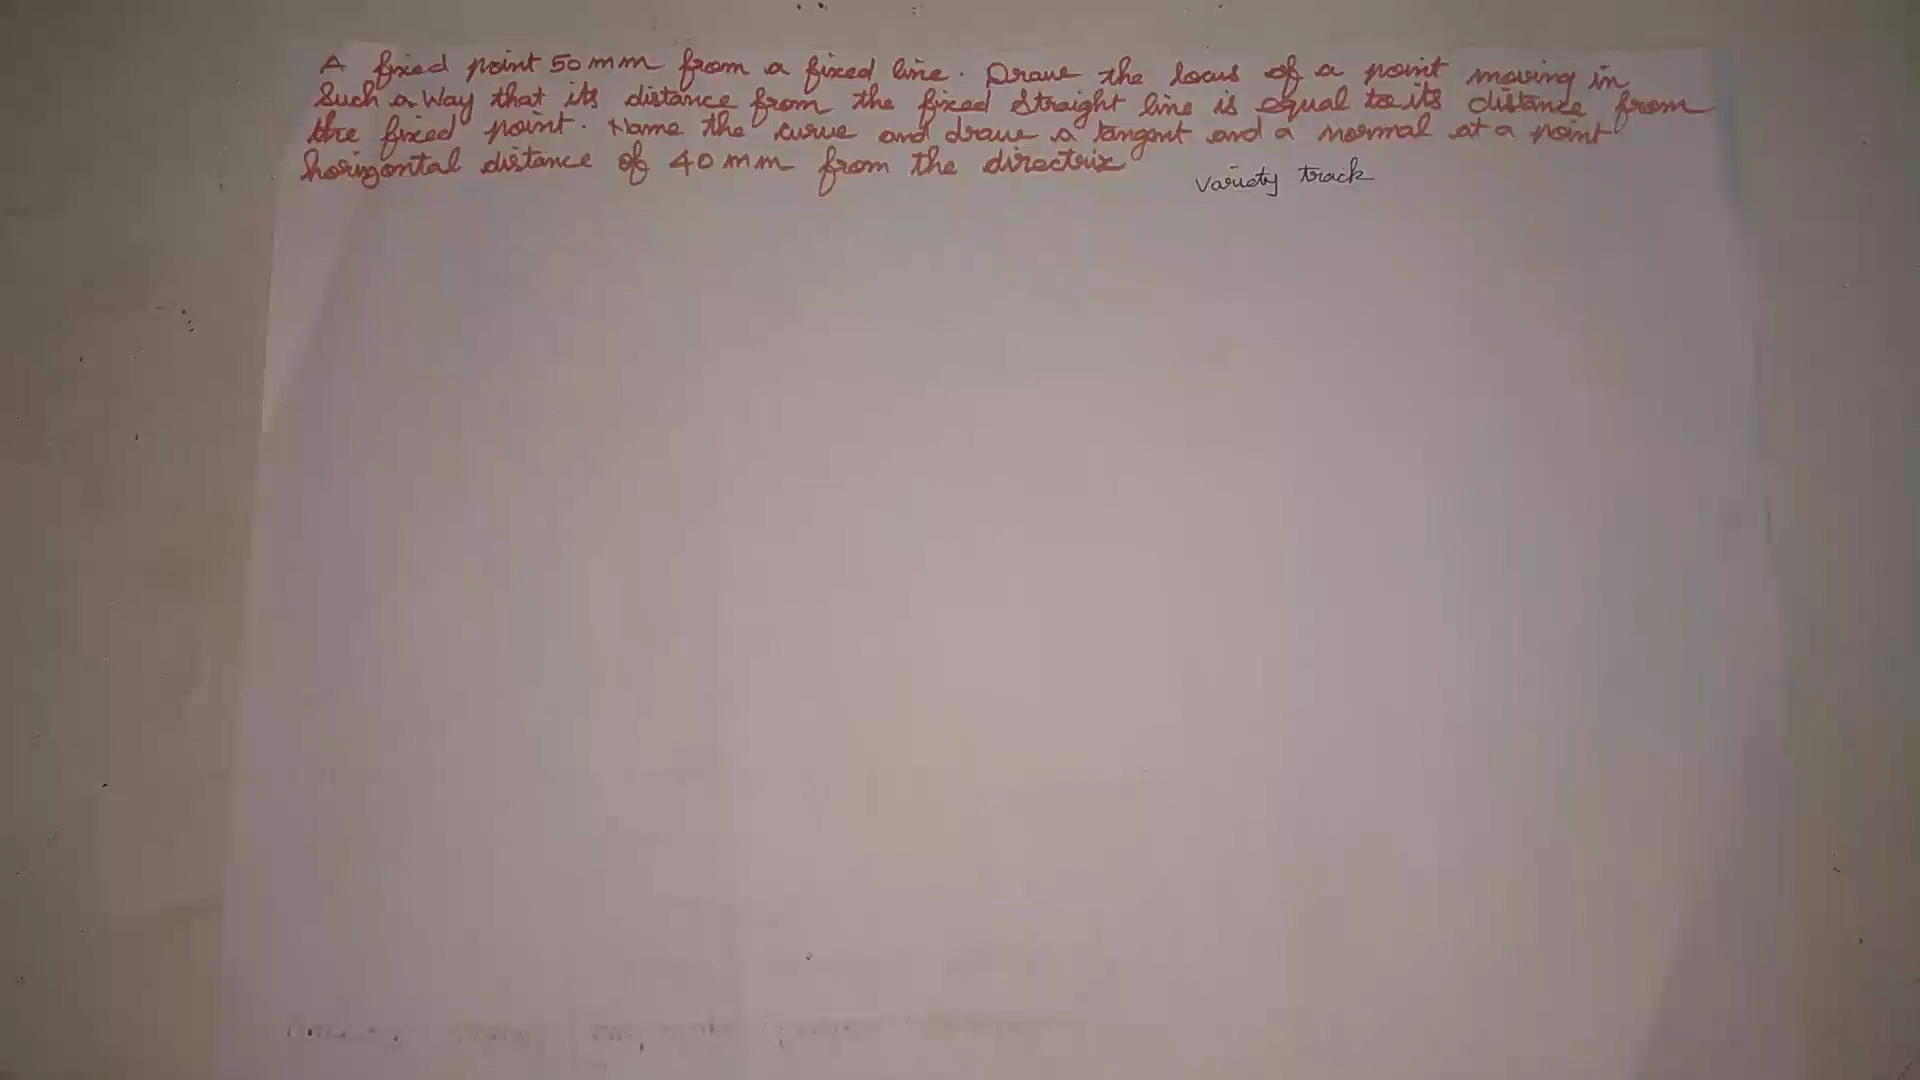 A fixed point 50 mm from a fixed line. Draw the locus of a point moving in
Such a Way that its distance from the fixed straight line is equal to its distance from
the fixed point. Name the curve and draw a tangent and a normal at a point
horizontal distance of 40 mm from the directrix
Variety track